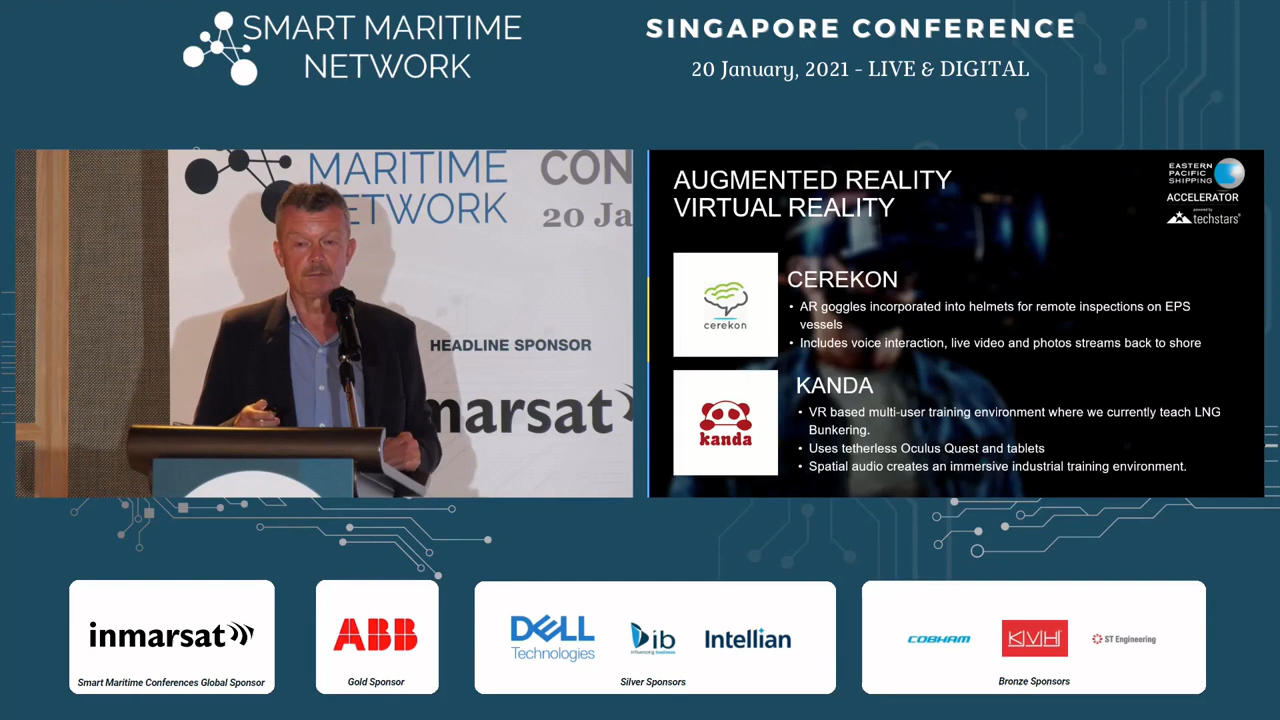 SMART MARITIME
NETWORK
SINGAPORE CONFERENCE
20 January, 2021 - LIVE & DIGITAL
MARITIME
NETWORK
CON
20 Ja
HEADLINE SPONSOR
marsat
AUGMENTED REALITY
VIRTUAL REALITY
EASTERN
PACIFIC
SHIPPING
ACCELERATOR
powered by
techstars
cerekon
CEREKON
• AR goggles incorporated into helmets for remote inspections on EPS
vessels
• Includes voice interaction, live video and photos streams back to shore
kanda
KANDA
• VR based multi-user training environment where we currently teach LNG
Bunkering.
• Uses tetherless Oculus Quest and tablets
• Spatial audio creates an immersive industrial training environment.
inmarsat
Smart Maritime Conferences Global Sponsor
ABB
Gold Sponsor
DELL
Technologies
ib
influencing business
Intellian
Silver Sponsors
COBHAM
KVH
ST Engineering
Bronze Sponsors